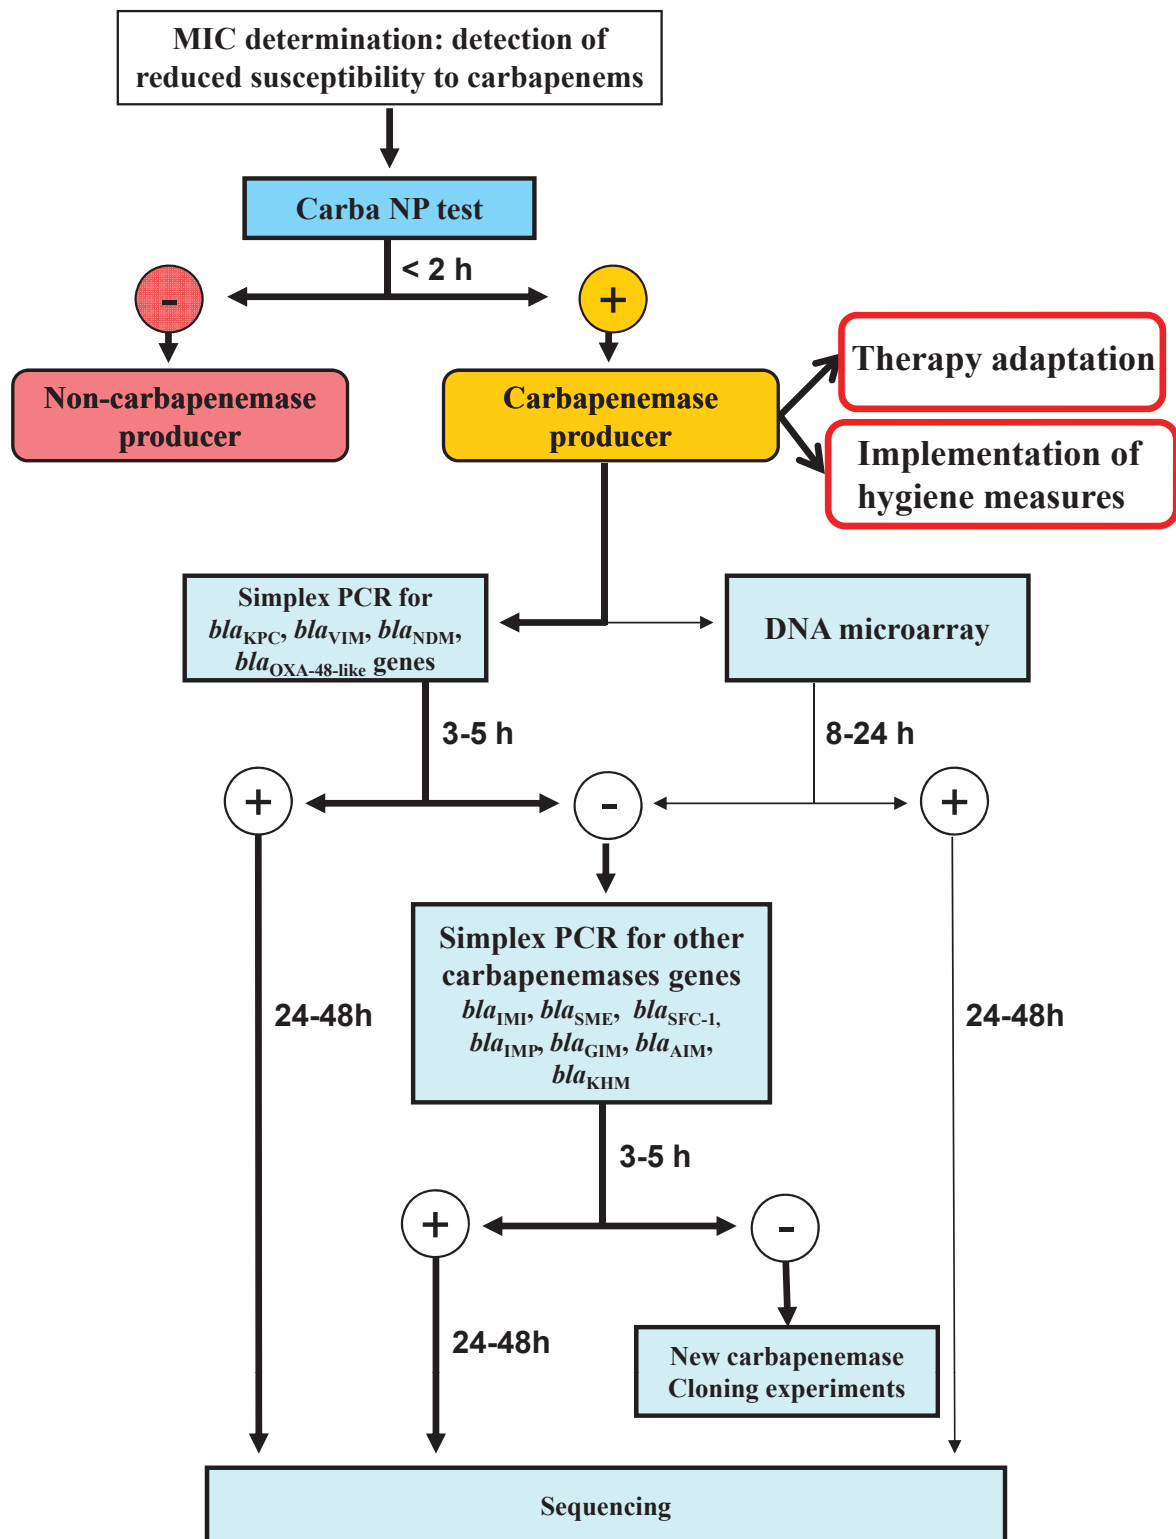 MIC determination: detection of
reduced susceptibility to carbapenems
Carba NP test
< 2 h
-
+
Non-carbapenemase
producer
Carbapenemase
producer
Therapy adaptation
Implementation of
hygiene measures
Simplex PCR for
blaKPC, blaVIM, blaNDM,
blaOXA-48-like genes
DNA microarray
3-5 h
8-24 h
+
-
+
Simplex PCR for other
carbapenemases genes
blaIMI, blaSME, blaSFC-1,
blaIMP, blaGIM, blaAIM,
blaKHM
24-48h
24-48h
3-5 h
+
-
24-48h
New carbapenemase
Cloning experiments
Sequencing